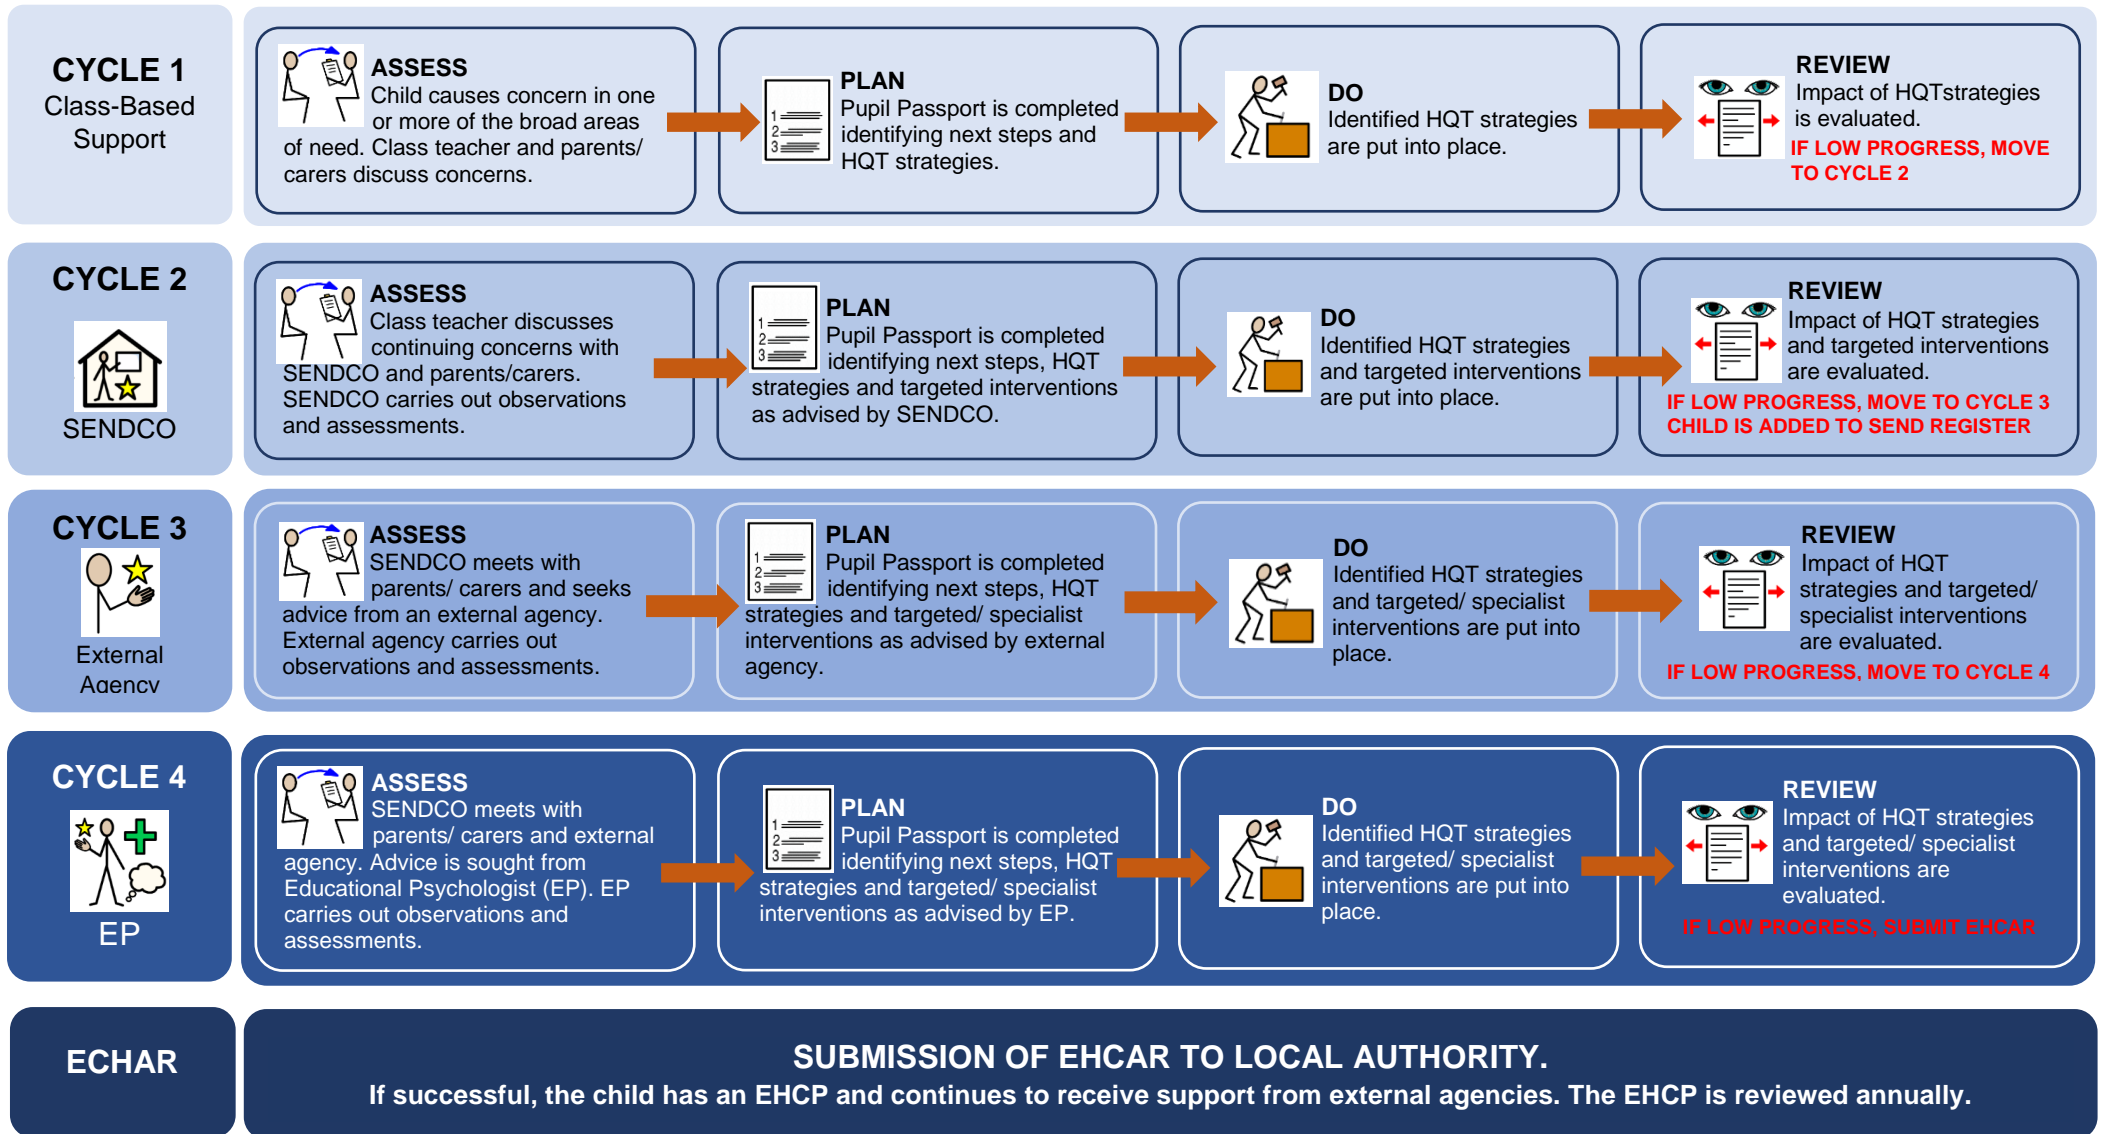 CYCLE 1
Class-Based
Support
ASSESS
Child causes concern in one
or more of the broad areas
of need. Class teacher and parents/
carers discuss concerns.
PLAN
Pupil Passport is completed
identifying next steps and
HQT strategies.
DO
Identified HQT strategies
are put into place.
REVIEW
Impact of HQTstrategies
is evaluated.
IF LOW PROGRESS, MOVE
TO CYCLE 2
CYCLE 2
SENDCO
ASSESS
Class teacher discusses
continuing concerns with
SENDCO and parents/carers.
SENDCO carries out observations
and assessments.
PLAN
Pupil Passport is completed
identifying next steps, HQT
strategies and targeted interventions
as advised by SENDCO.
DO
Identified HQT strategies
and targeted interventions
are put into place.
REVIEW
Impact of HQT strategies
and targeted interventions
are evaluated.
IF LOW PROGRESS, MOVE TO CYCLE 3
CHILD IS ADDED TO SEND REGISTER
CYCLE 3
External
Agency
ASSESS
SENDCO meets with
parents/ carers and seeks
advice from an external agency.
External agency carries out
observations and assessments.
PLAN
Pupil Passport is completed
identifying next steps, HQT
strategies and targeted/ specialist
interventions as advised by external
agency.
DO
Identified HQT strategies
and targeted/ specialist
interventions are put into
place.
REVIEW
Impact of HQT
strategies and targeted/
specialist interventions
are evaluated.
IF LOW PROGRESS, MOVE TO CYCLE 4
CYCLE 4
EP
ASSESS
SENDCO meets with
parents/ carers and external
agency. Advice is sought from
Educational Psychologist (EP). EP
carries out observations and
assessments.
PLAN
Pupil Passport is completed
identifying next steps, HQT
strategies and targeted/ specialist
interventions as advised by EP.
DO
Identified HQT strategies
and targeted/ specialist
interventions are put into
place.
REVIEW
Impact of HQT strategies
and targeted/ specialist
interventions are
evaluated.
IF LOW PROGRESS, SUBMIT EHCAR
ECHAR
SUBMISSION OF EHCAR TO LOCAL AUTHORITY.
If successful, the child has an EHCP and continues to receive support from external agencies. The EHCP is reviewed annually.